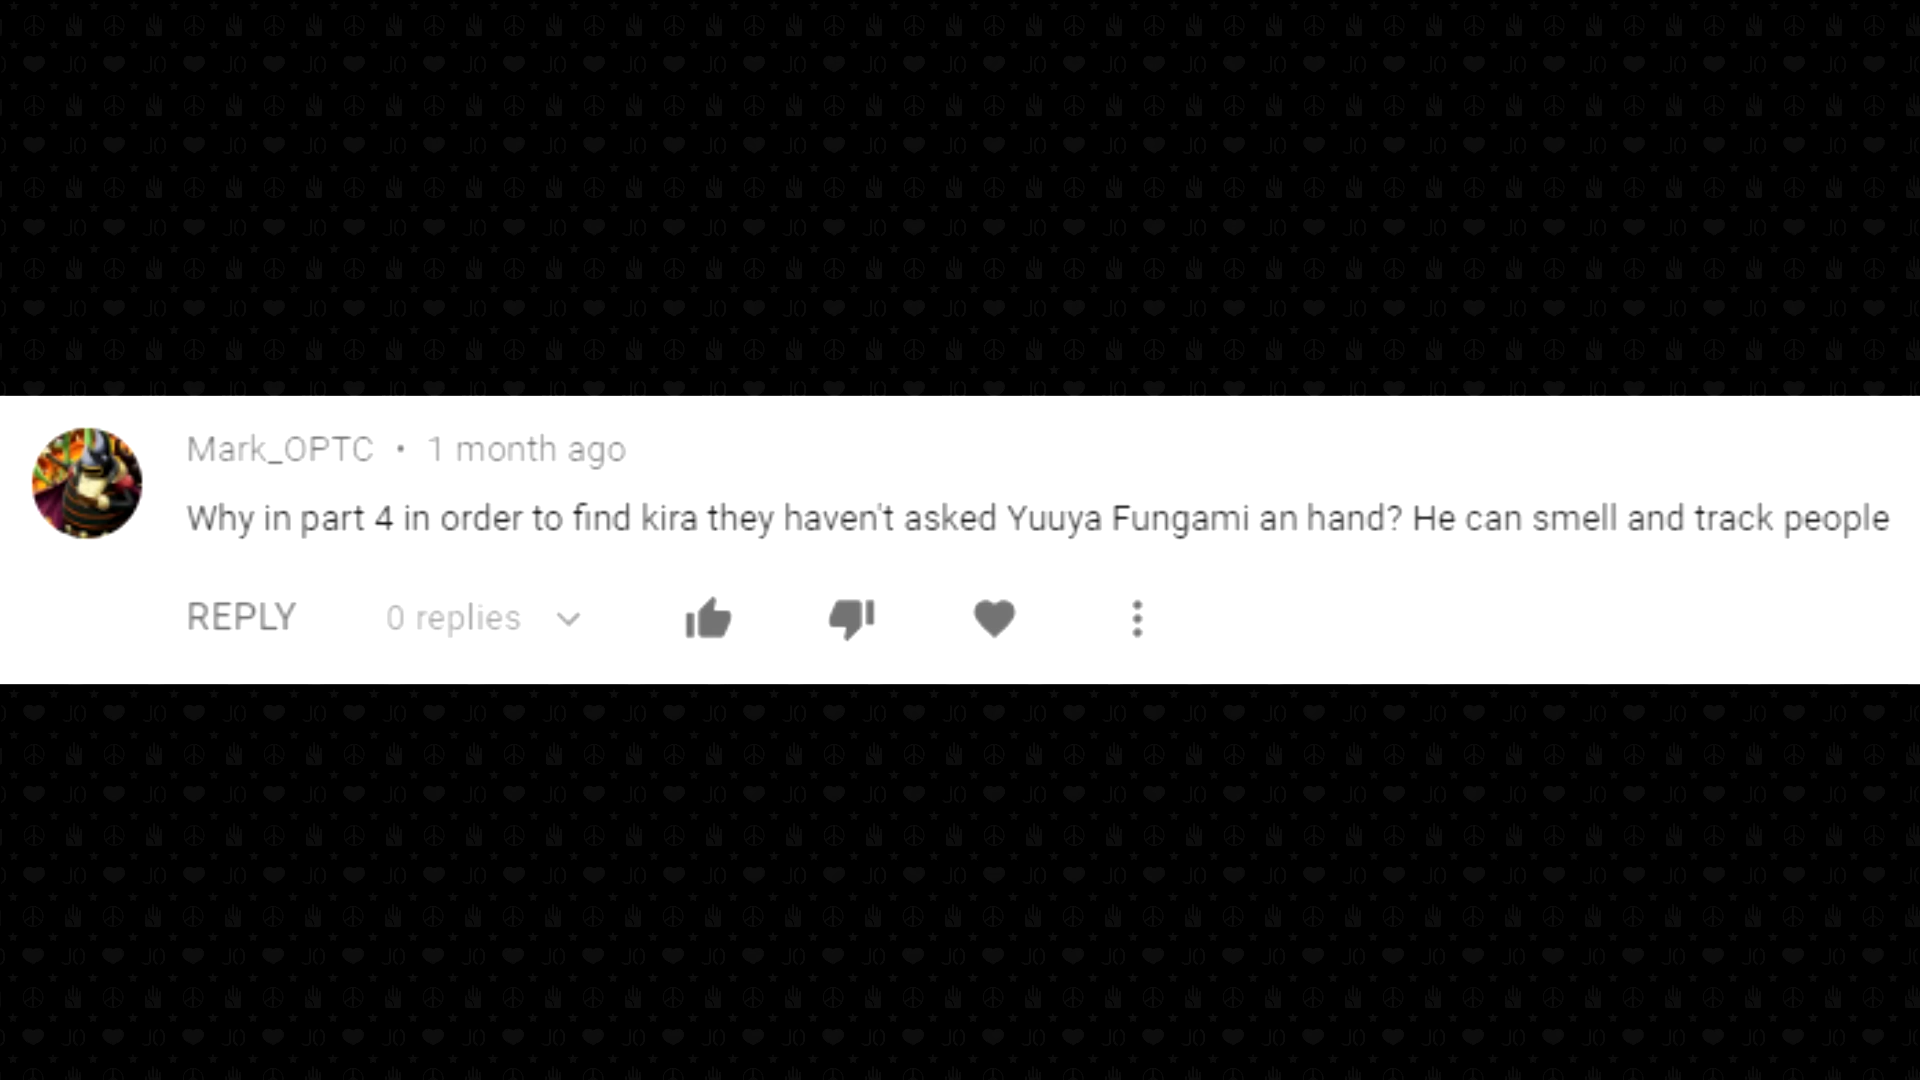 Mark_OPTC • 1 month ago
Why in part 4 in order to find kira they haven't asked Yuuya Fungami an hand? He can smell and track people
REPLY 0 replies